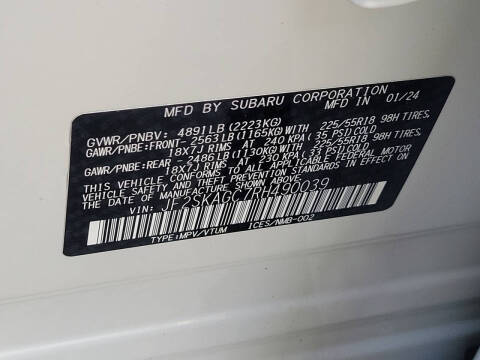 MFD BY SUBARU CORPORATION
MFD IN 01/24
GVWR/PNBV: 4891LB(2223KG)
GAWR/PNBE:FRONT- 2563LB(1165KG)WITH 225/55R18 98H TIRES,
18X7J RIMS AT 240 KPA(35 PSI)COLD
GAWR/PNBE:REAR - 2486LB(1130KG)WITH 225/55R18 98H TIRES,
18X7J RIMS AT 230 KPA(33 PSI)COLD
THIS VEHICLE CONFORMS TO ALL APPLICABLE FEDERAL MOTOR
VEHICLE SAFETY AND THEFT PREVENTION STANDARDS IN EFFECT ON
THE DATE OF MANUFACTURE SHOWN ABOVE.
VIN: JF2SKAGC7RH490039
TYPE:MPV/VTUM ICES/NMB-002